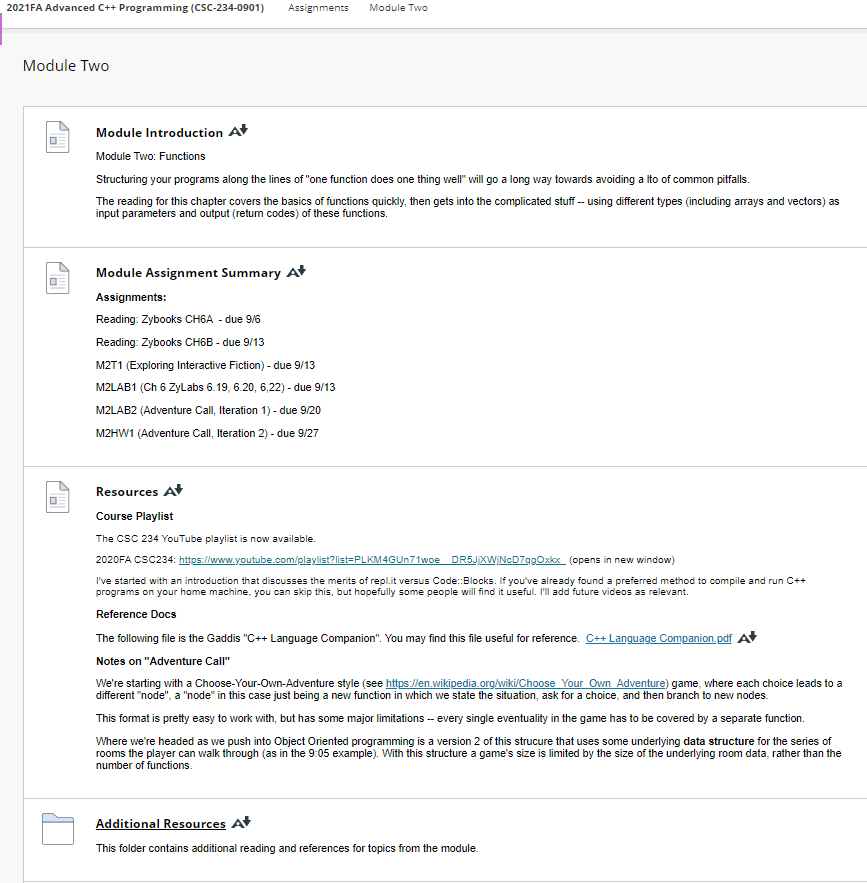 2021FA Advanced C++ Programming (CSC-234-0901) Assignments Module Two
Module Two
Module Introduction
Module Two: Functions
Structuring your programs along the lines of "one function does one thing well" will go a long way towards avoiding a lto of common pitfalls.
The reading for this chapter covers the basics of functions quickly, then gets into the complicated stuff -- using different types (including arrays and vectors) as
input parameters and output (return codes) of these functions.
Module Assignment Summary
Assignments:
Reading: Zybooks CH6A - due 9/6
Reading: Zybooks CH6B - due 9/13
M2T1 (Exploring Interactive Fiction) - due 9/13
M2LAB1 (Ch 6 ZyLabs 6.19, 6.20, 6,22) - due 9/13
M2LAB2 (Adventure Call, Iteration 1) - due 9/20
M2HW1 (Adventure Call, Iteration 2) - due 9/27
Resources
Course Playlist
The CSC 234 YouTube playlist is now available.
2020FA CSC234: https://www.youtube.com/playlist?list=PLKM4GUn71woe__DR5JjXWjNcD7qgOxkx_ (opens in new window)
I've started with an introduction that discusses the merits of repl.it versus Code::Blocks. If you've already found a preferred method to compile and run C++
programs on your home machine, you can skip this, but hopefully some people will find it useful. I'll add future videos as relevant.
Reference Docs
The following file is the Gaddis "C++ Language Companion". You may find this file useful for reference. C++ Language Companion.pdf
Notes on "Adventure Call"
We're starting with a Choose-Your-Own-Adventure style (see https://en.wikipedia.org/wiki/Choose_Your_Own_Adventure) game, where each choice leads to a
different "node", a "node" in this case just being a new function in which we state the situation, ask for a choice, and then branch to new nodes.
This format is pretty easy to work with, but has some major limitations -- every single eventuality in the game has to be covered by a separate function.
Where we're headed as we push into Object Oriented programming is a version 2 of this strucure that uses some underlying data structure for the series of
rooms the player can walk through (as in the 9:05 example). With this structure a game's size is limited by the size of the underlying room data, rather than the
number of functions.
Additional Resources
This folder contains additional reading and references for topics from the module.